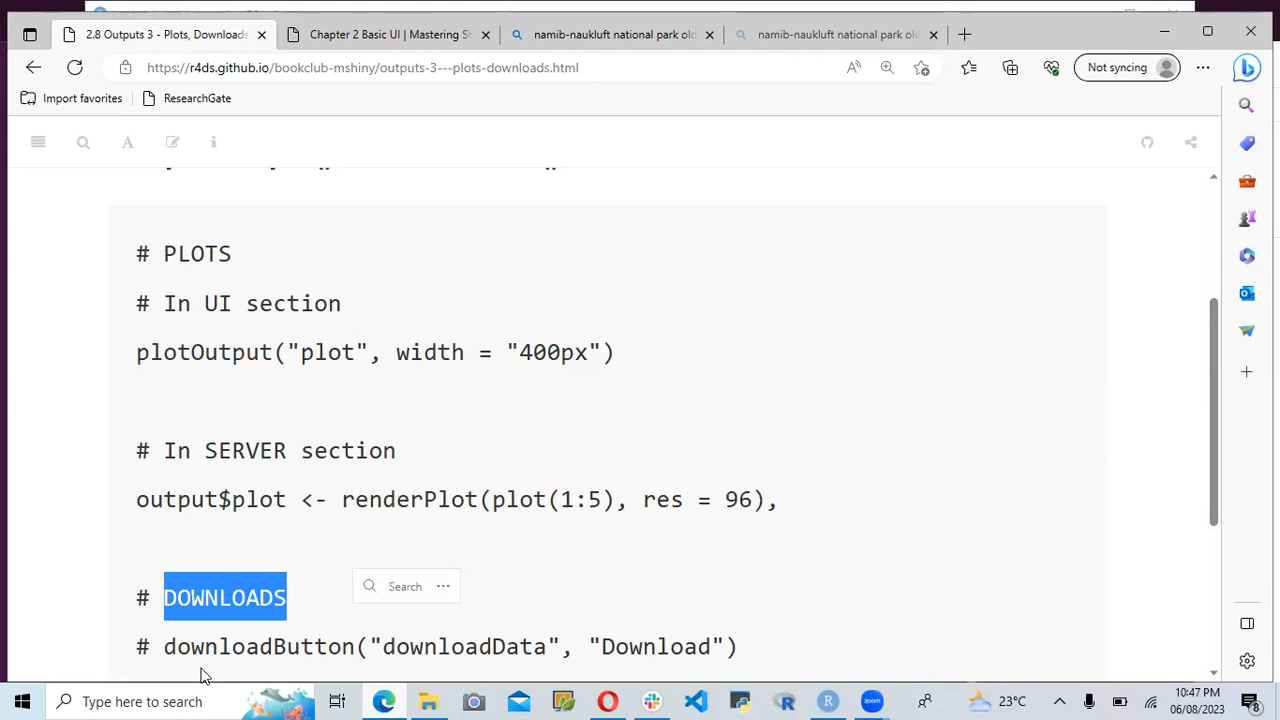 2.8 Outputs 3 - Plots, Downloads
Chapter 2 Basic UI | Mastering Sh
namib-naukluft national park old
namib-naukluft national park old
https://r4ds.github.io/bookclub-mshiny/outputs-3---plots-downloads.html
Not syncing
Import favorites
ResearchGate
# PLOTS
# In UI section
plotOutput("plot", width = "400px")
# In SERVER section
output$plot <- renderPlot(plot(1:5), res = 96),
# DOWNLOADS
Search
# downloadButton("downloadData", "Download")
Type here to search
23°C
10:47 PM
06/08/2023
8